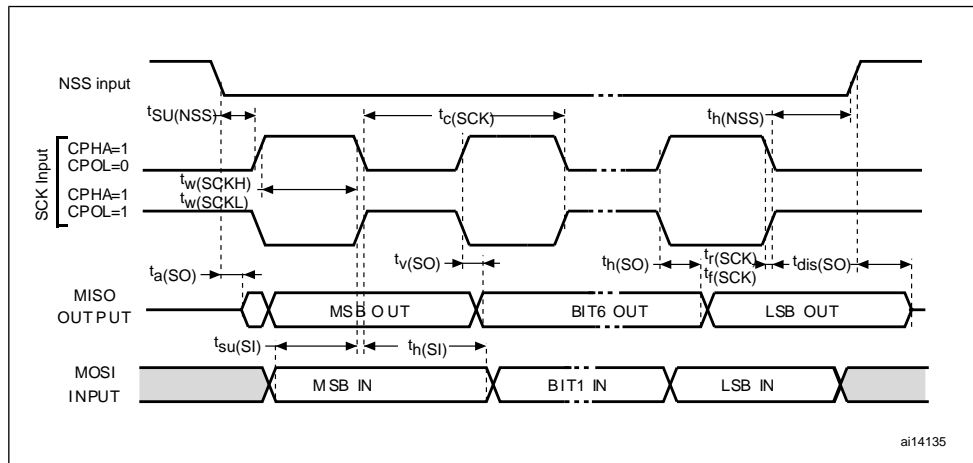 NSS input
tSU(NSS)
tc(SCK)
th(NSS)
SCK Input
CPHA=1
CPOL=0
tw(SCKH)
CPHA=1
tw(SCKL)
CPOL=1
ta(SO)
tv(SO)
th(SO)
tr(SCK)
tf(SCK)
tdis(SO)
MISO
OUTPUT
MSB OUT
BIT6 OUT
LSB OUT
tsu(SI)
th(SI)
MOSI
INPUT
MSB IN
BIT1 IN
LSB IN
ai14135